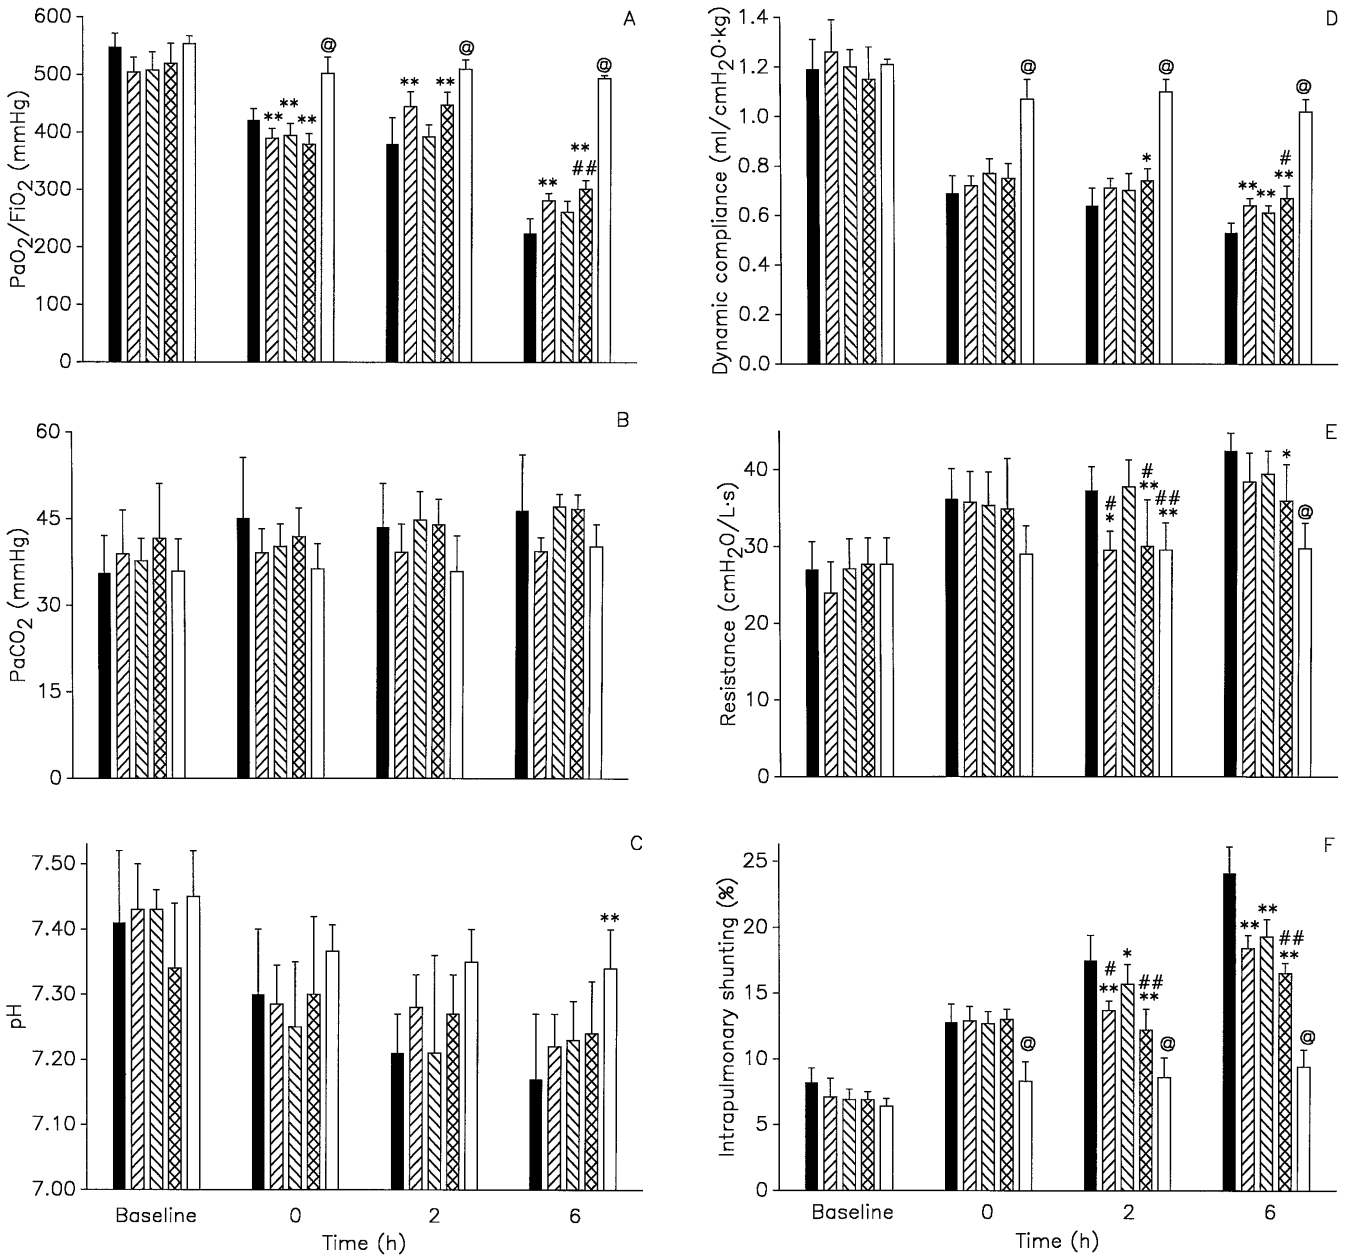 A
PaO2/FiO2 (mmHg)
600
500
400
300
200
100
0
** ** ** @
** ** @
** ** ## @
D
Dynamic compliance (ml/cmH2O·kg)
1.4
1.2
1.0
0.8
0.6
0.4
0.2
0.0
@
* @
** ** # ** @
B
PaCO2 (mmHg)
60
45
30
15
0
E
Resistance (cmH2O/L·s)
40
30
20
10
0
# * # ** ## **
* @
C
pH
7.50
7.40
7.30
7.20
7.10
7.00
**
Baseline 0 2 6
Time (h)
F
Intrapulmonary shunting (%)
25
20
15
10
5
0
@
# ** * ## ** @
** ** ## ** @
Baseline 0 2 6
Time (h)